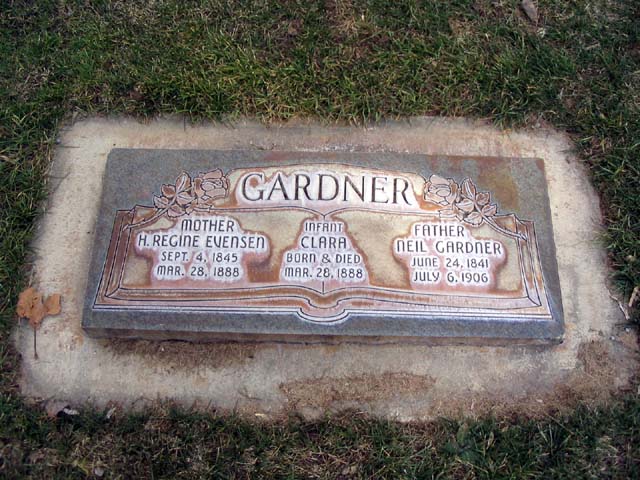 GARDNER
MOTHER
H. REGINE EVENSEN
SEPT. 4, 1845
MAR. 28, 1888
INFANT
CLARA
BORN & DIED
MAR. 28, 1888
FATHER
NEIL GARDNER
JUNE 24, 1841
JULY 6, 1906